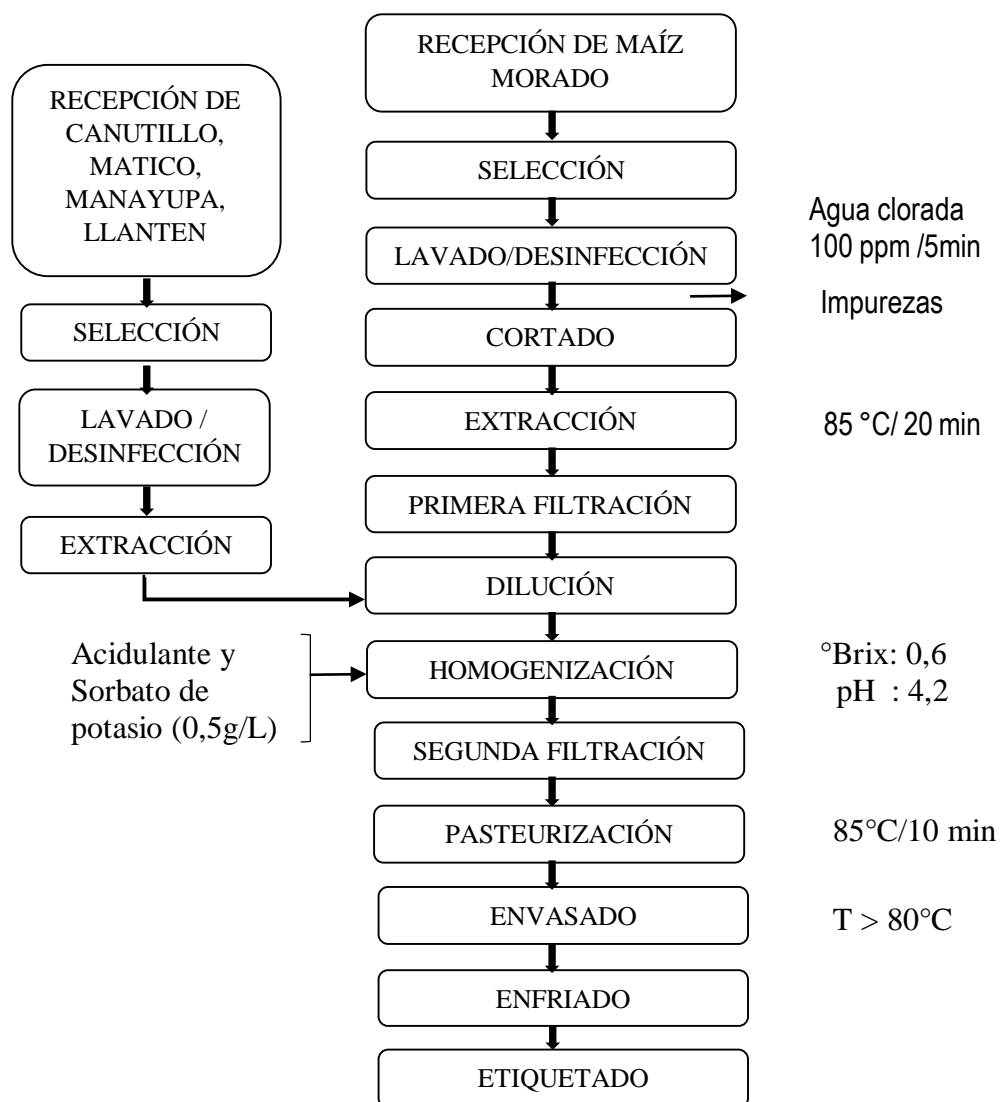 RECEPCIÓN DE MAÍZ
MORADO
RECEPCIÓN DE
CANUTILLO,
MATICO,
MANAYUPA,
LLANTEN
SELECCIÓN
LAVADO/DESINFECCIÓN
Agua clorada
100 ppm /5min
Impurezas
SELECCIÓN
CORTADO
LAVADO /
DESINFECCIÓN
EXTRACCIÓN
85 °C/ 20 min
PRIMERA FILTRACIÓN
EXTRACCIÓN
DILUCIÓN
Acidulante y
Sorbato de
potasio (0,5g/L)
HOMOGENIZACIÓN
°Brix: 0,6
pH : 4,2
SEGUNDA FILTRACIÓN
PASTEURIZACIÓN
85°C/10 min
ENVASADO
T > 80°C
ENFRIADO
ETIQUETADO